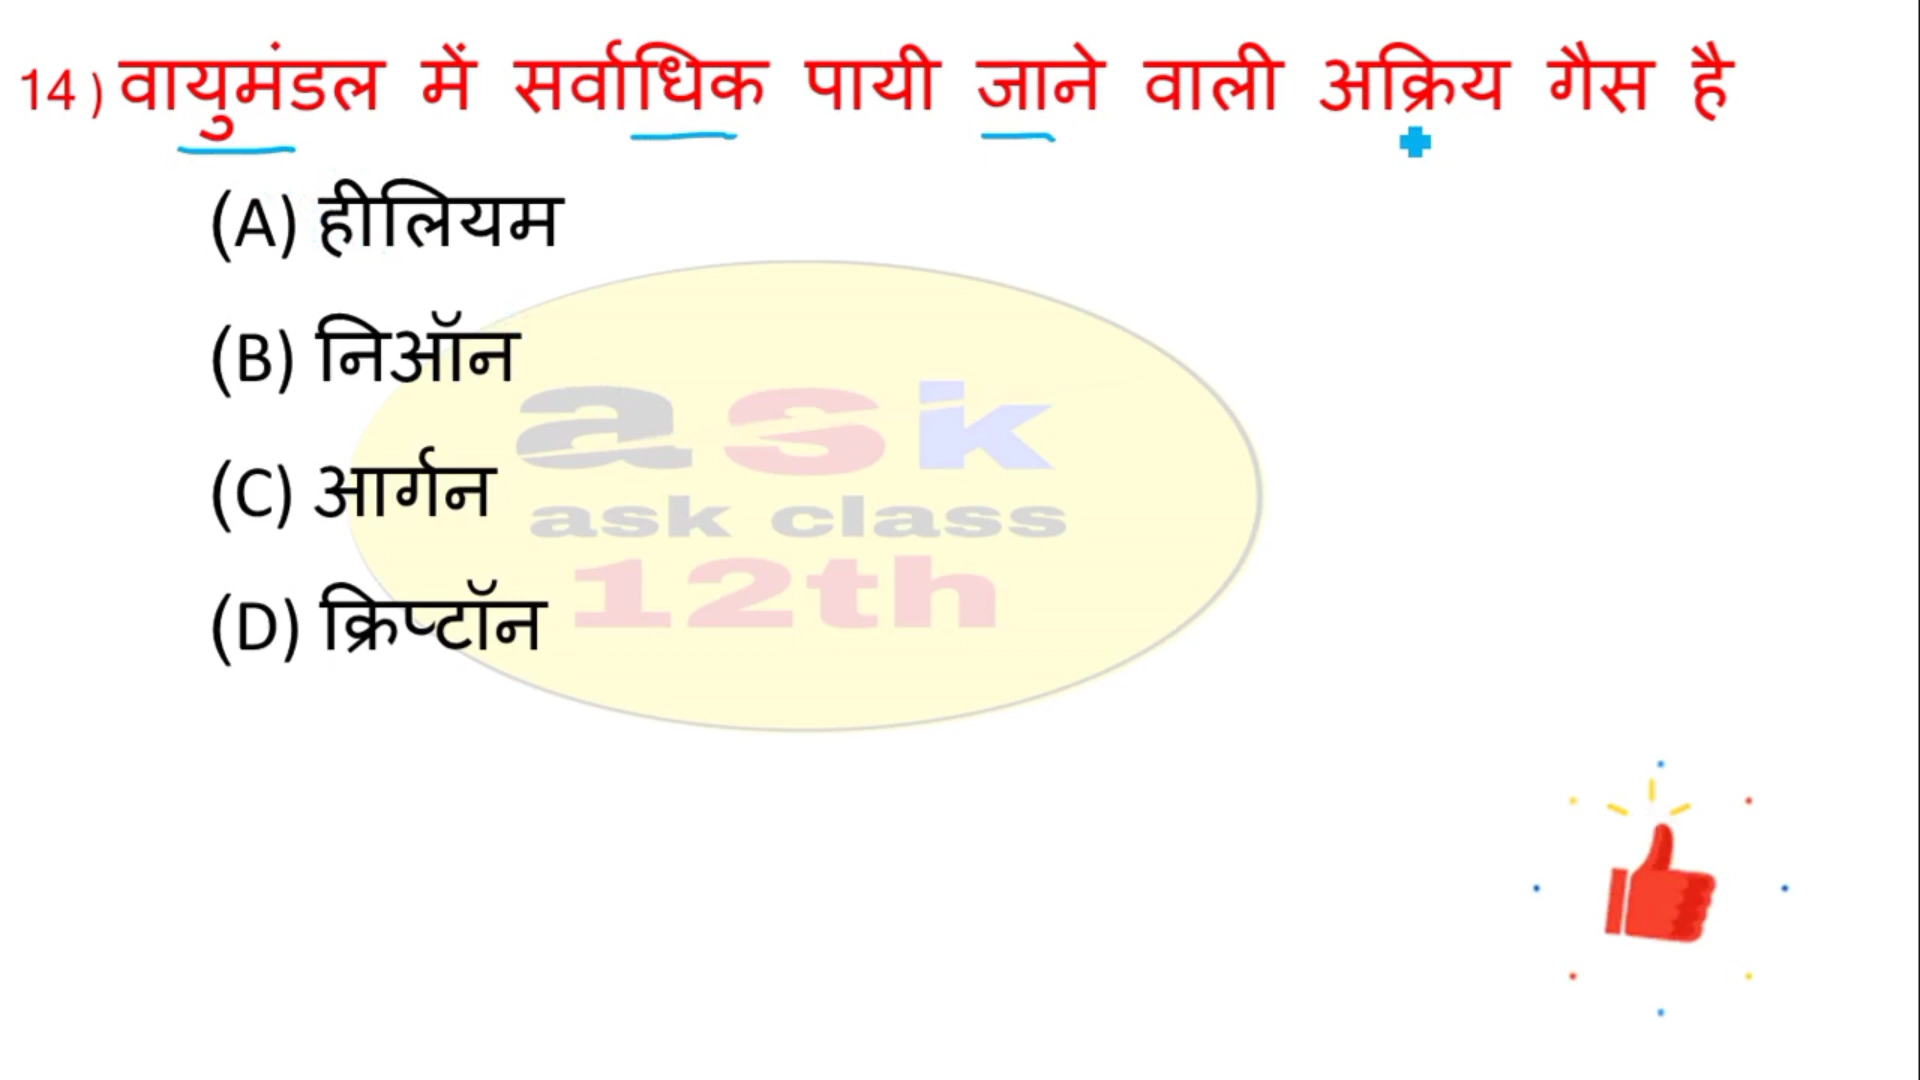 14) वायुमंडल में सर्वाधिक पायी जाने वाली अक्रिय गैस है
(A) हीलियम
(B) निऑन
(C) आर्गन
(D) क्रिप्टॉन
ask
ask class
12th